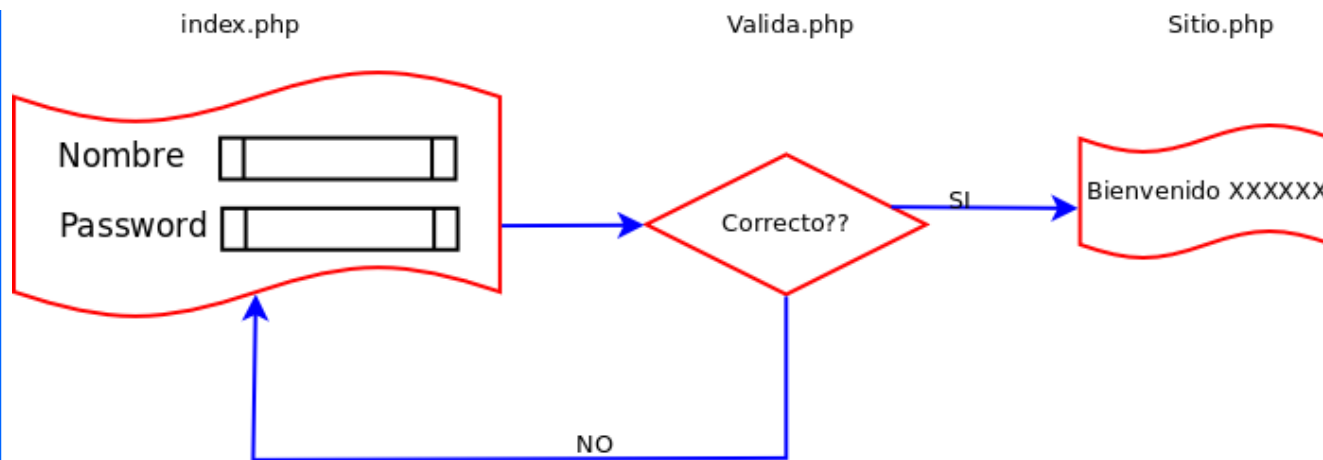 index.php
Valida.php
Sitio.php
Nombre
Password
Correcto??
SI
Bienvenido XXXXXX
NO